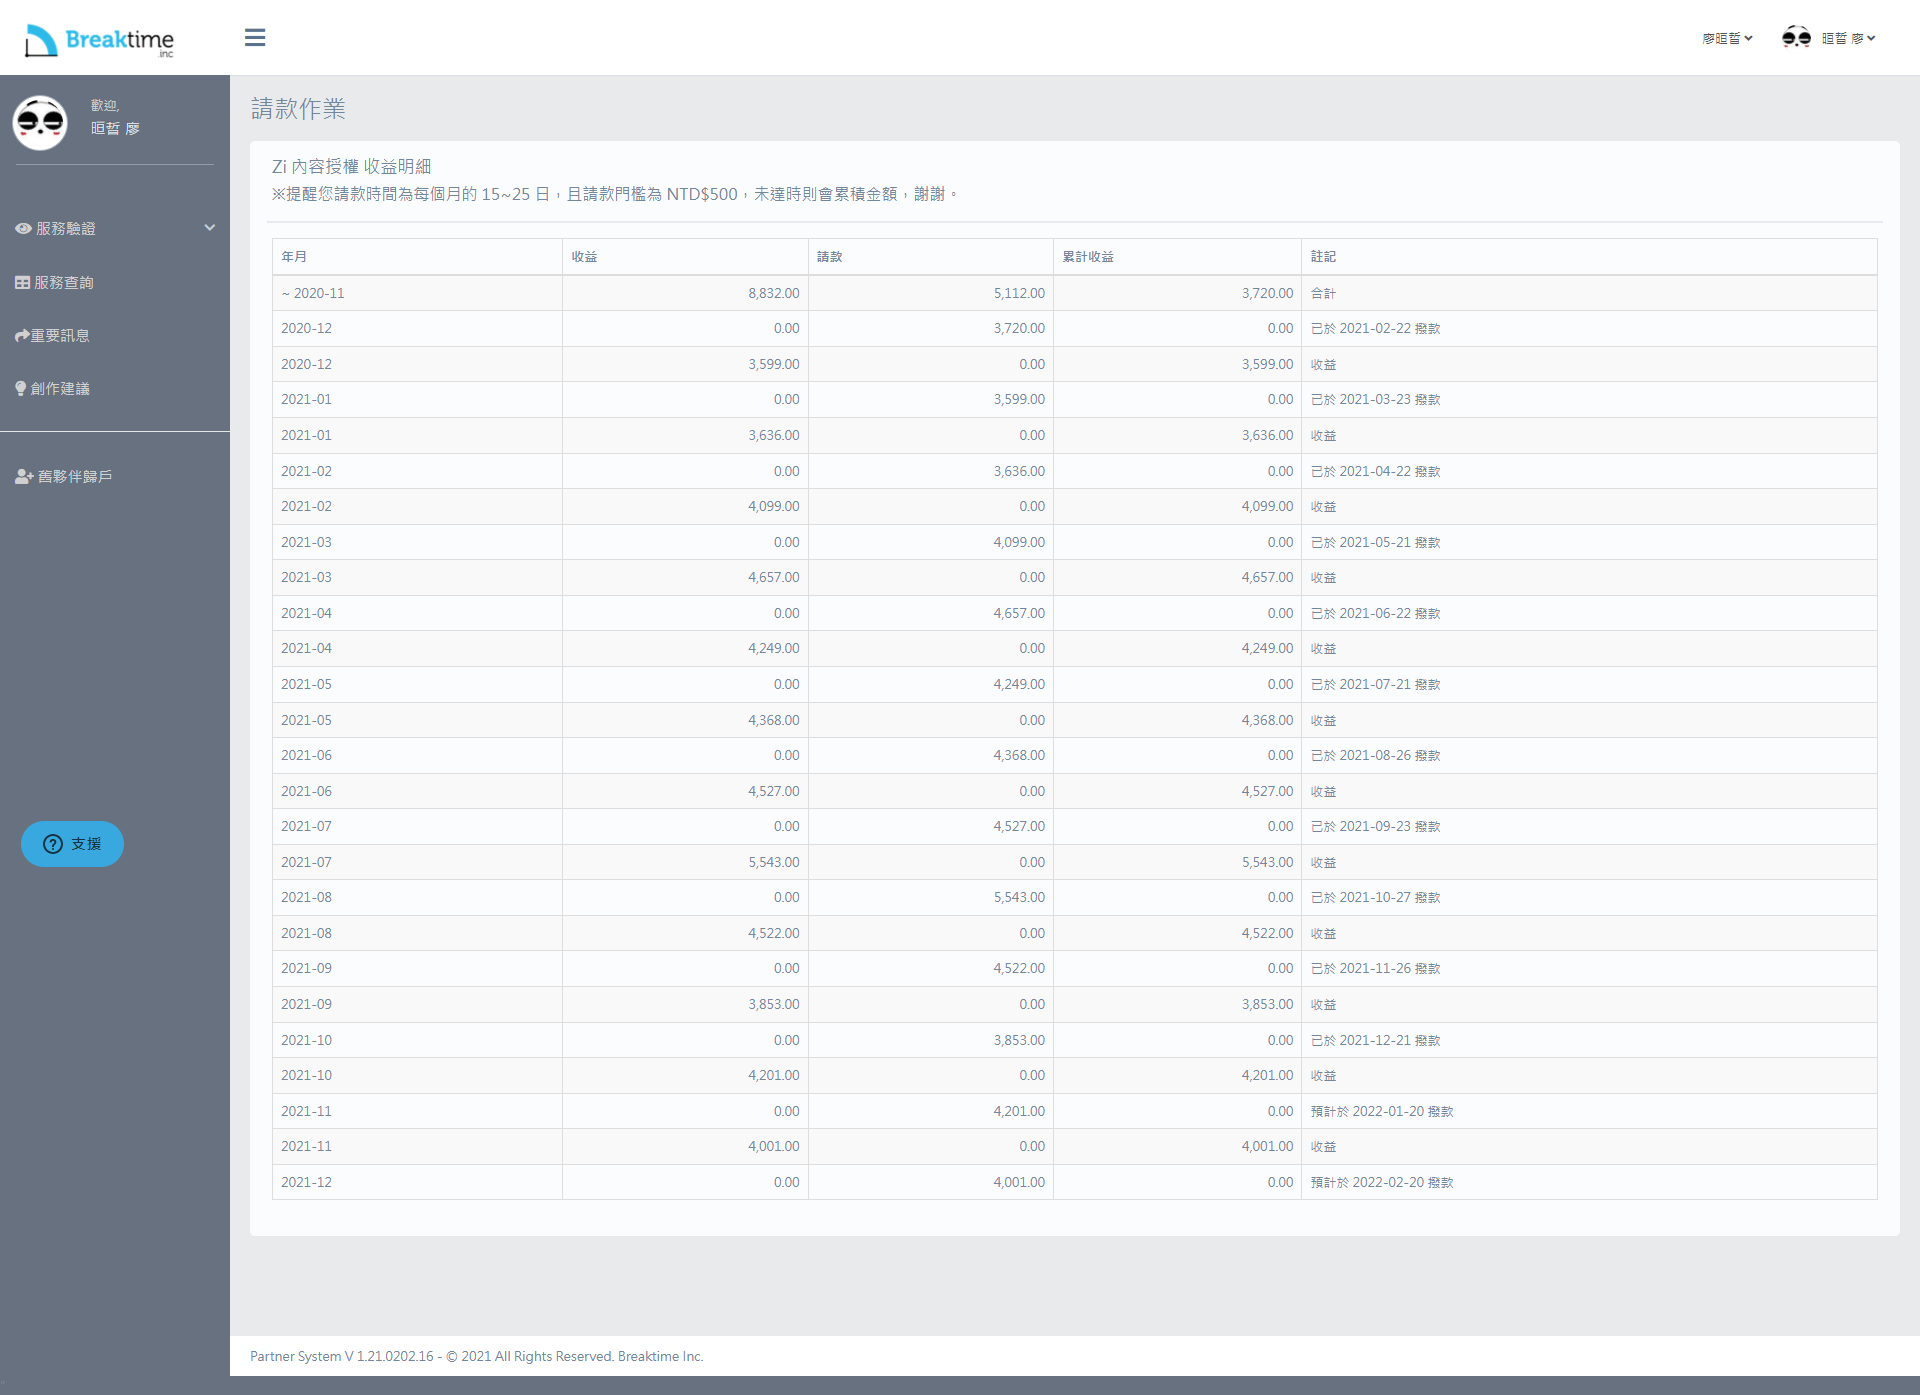 Breaktime
.inc
廖晅晢
晅晢 廖
歡迎,
晅晢 廖
服務驗證
服務查詢
重要訊息
創作建議
舊夥伴歸戶
支援
請款作業
Zi 內容授權 收益明細
※提醒您請款時間為每個月的 15~25 日，且請款門檻為 NTD$500，未達時則會累積金額，謝謝。
年月 收益 請款 累計收益 註記
~ 2020-11 8,832.00 5,112.00 3,720.00 合計
2020-12 0.00 3,720.00 0.00 已於 2021-02-22 撥款
2020-12 3,599.00 0.00 3,599.00 收益
2021-01 0.00 3,599.00 0.00 已於 2021-03-23 撥款
2021-01 3,636.00 0.00 3,636.00 收益
2021-02 0.00 3,636.00 0.00 已於 2021-04-22 撥款
2021-02 4,099.00 0.00 4,099.00 收益
2021-03 0.00 4,099.00 0.00 已於 2021-05-21 撥款
2021-03 4,657.00 0.00 4,657.00 收益
2021-04 0.00 4,657.00 0.00 已於 2021-06-22 撥款
2021-04 4,249.00 0.00 4,249.00 收益
2021-05 0.00 4,249.00 0.00 已於 2021-07-21 撥款
2021-05 4,368.00 0.00 4,368.00 收益
2021-06 0.00 4,368.00 0.00 已於 2021-08-26 撥款
2021-06 4,527.00 0.00 4,527.00 收益
2021-07 0.00 4,527.00 0.00 已於 2021-09-23 撥款
2021-07 5,543.00 0.00 5,543.00 收益
2021-08 0.00 5,543.00 0.00 已於 2021-10-27 撥款
2021-08 4,522.00 0.00 4,522.00 收益
2021-09 0.00 4,522.00 0.00 已於 2021-11-26 撥款
2021-09 3,853.00 0.00 3,853.00 收益
2021-10 0.00 3,853.00 0.00 已於 2021-12-21 撥款
2021-10 4,201.00 0.00 4,201.00 收益
2021-11 0.00 4,201.00 0.00 預計於 2022-01-20 撥款
2021-11 4,001.00 0.00 4,001.00 收益
2021-12 0.00 4,001.00 0.00 預計於 2022-02-20 撥款
Partner System V 1.21.0202.16 - © 2021 All Rights Reserved. Breaktime Inc.